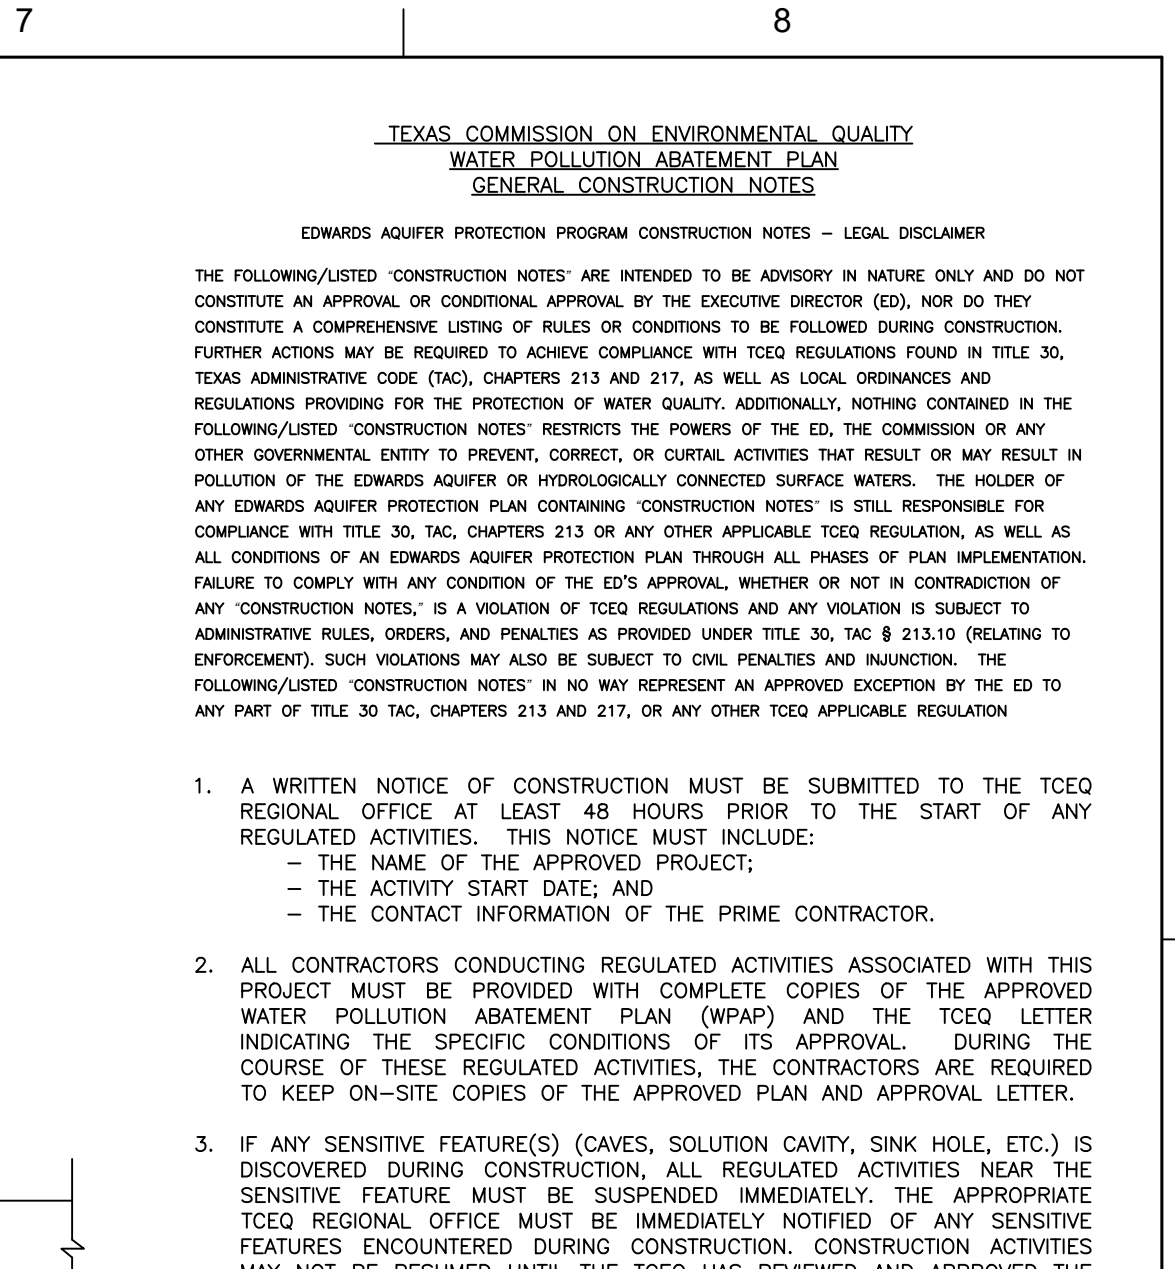 7
8
TEXAS COMMISSION ON ENVIRONMENTAL QUALITY
WATER POLLUTION ABATEMENT PLAN
GENERAL CONSTRUCTION NOTES
EDWARDS AQUIFER PROTECTION PROGRAM CONSTRUCTION NOTES – LEGAL DISCLAIMER
THE FOLLOWING/LISTED "CONSTRUCTION NOTES" ARE INTENDED TO BE ADVISORY IN NATURE ONLY AND DO NOT
CONSTITUTE AN APPROVAL OR CONDITIONAL APPROVAL BY THE EXECUTIVE DIRECTOR (ED), NOR DO THEY
CONSTITUTE A COMPREHENSIVE LISTING OF RULES OR CONDITIONS TO BE FOLLOWED DURING CONSTRUCTION.
FURTHER ACTIONS MAY BE REQUIRED TO ACHIEVE COMPLIANCE WITH TCEQ REGULATIONS FOUND IN TITLE 30,
TEXAS ADMINISTRATIVE CODE (TAC), CHAPTERS 213 AND 217, AS WELL AS LOCAL ORDINANCES AND
REGULATIONS PROVIDING FOR THE PROTECTION OF WATER QUALITY. ADDITIONALLY, NOTHING CONTAINED IN THE
FOLLOWING/LISTED "CONSTRUCTION NOTES" RESTRICTS THE POWERS OF THE ED, THE COMMISSION OR ANY
OTHER GOVERNMENTAL ENTITY TO PREVENT, CORRECT, OR CURTAIL ACTIVITIES THAT RESULT OR MAY RESULT IN
POLLUTION OF THE EDWARDS AQUIFER OR HYDROLOGICALLY CONNECTED SURFACE WATERS. THE HOLDER OF
ANY EDWARDS AQUIFER PROTECTION PLAN CONTAINING "CONSTRUCTION NOTES" IS STILL RESPONSIBLE FOR
COMPLIANCE WITH TITLE 30, TAC, CHAPTERS 213 OR ANY OTHER APPLICABLE TCEQ REGULATION, AS WELL AS
ALL CONDITIONS OF AN EDWARDS AQUIFER PROTECTION PLAN THROUGH ALL PHASES OF PLAN IMPLEMENTATION.
FAILURE TO COMPLY WITH ANY CONDITION OF THE ED'S APPROVAL, WHETHER OR NOT IN CONTRADICTION OF
ANY "CONSTRUCTION NOTES," IS A VIOLATION OF TCEQ REGULATIONS AND ANY VIOLATION IS SUBJECT TO
ADMINISTRATIVE RULES, ORDERS, AND PENALTIES AS PROVIDED UNDER TITLE 30, TAC § 213.10 (RELATING TO
ENFORCEMENT). SUCH VIOLATIONS MAY ALSO BE SUBJECT TO CIVIL PENALTIES AND INJUNCTION. THE
FOLLOWING/LISTED "CONSTRUCTION NOTES" IN NO WAY REPRESENT AN APPROVED EXCEPTION BY THE ED TO
ANY PART OF TITLE 30 TAC, CHAPTERS 213 AND 217, OR ANY OTHER TCEQ APPLICABLE REGULATION
1. A WRITTEN NOTICE OF CONSTRUCTION MUST BE SUBMITTED TO THE TCEQ
REGIONAL OFFICE AT LEAST 48 HOURS PRIOR TO THE START OF ANY
REGULATED ACTIVITIES. THIS NOTICE MUST INCLUDE:
– THE NAME OF THE APPROVED PROJECT;
– THE ACTIVITY START DATE; AND
– THE CONTACT INFORMATION OF THE PRIME CONTRACTOR.
2. ALL CONTRACTORS CONDUCTING REGULATED ACTIVITIES ASSOCIATED WITH THIS
PROJECT MUST BE PROVIDED WITH COMPLETE COPIES OF THE APPROVED
WATER POLLUTION ABATEMENT PLAN (WPAP) AND THE TCEQ LETTER
INDICATING THE SPECIFIC CONDITIONS OF ITS APPROVAL. DURING THE
COURSE OF THESE REGULATED ACTIVITIES, THE CONTRACTORS ARE REQUIRED
TO KEEP ON–SITE COPIES OF THE APPROVED PLAN AND APPROVAL LETTER.
3. IF ANY SENSITIVE FEATURE(S) (CAVES, SOLUTION CAVITY, SINK HOLE, ETC.) IS
DISCOVERED DURING CONSTRUCTION, ALL REGULATED ACTIVITIES NEAR THE
SENSITIVE FEATURE MUST BE SUSPENDED IMMEDIATELY. THE APPROPRIATE
TCEQ REGIONAL OFFICE MUST BE IMMEDIATELY NOTIFIED OF ANY SENSITIVE
FEATURES ENCOUNTERED DURING CONSTRUCTION. CONSTRUCTION ACTIVITIES
MAY NOT BE RESUMED UNTIL THE TCEQ HAS REVIEWED AND APPROVED THE